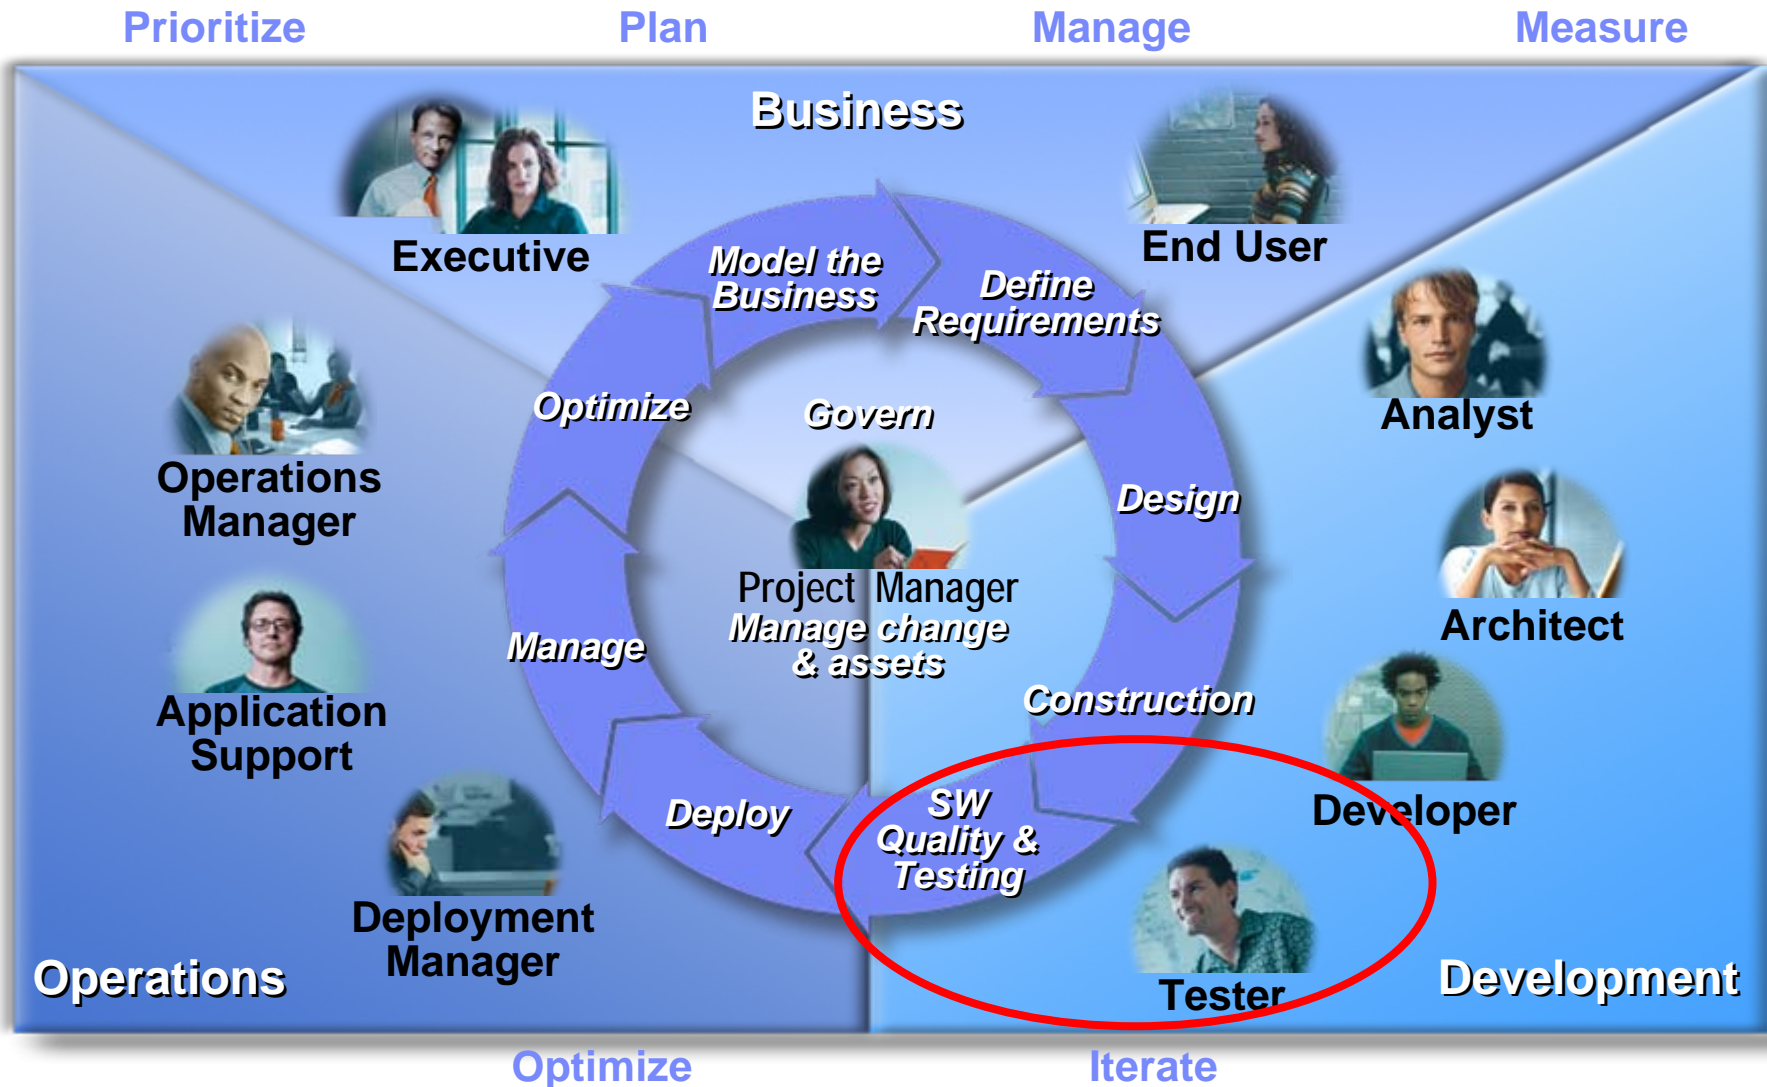 Prioritize
Plan
Manage
Measure
Business
Executive
End User
Model the
Business
Define
Requirements
Analyst
Optimize
Govern
Operations
Manager
Design
Architect
Project Manager
Manage change
& assets
Manage
Application
Support
Construction
Developer
Deploy
SW
Quality &
Testing
Deployment
Manager
Tester
Operations
Development
Optimize
Iterate